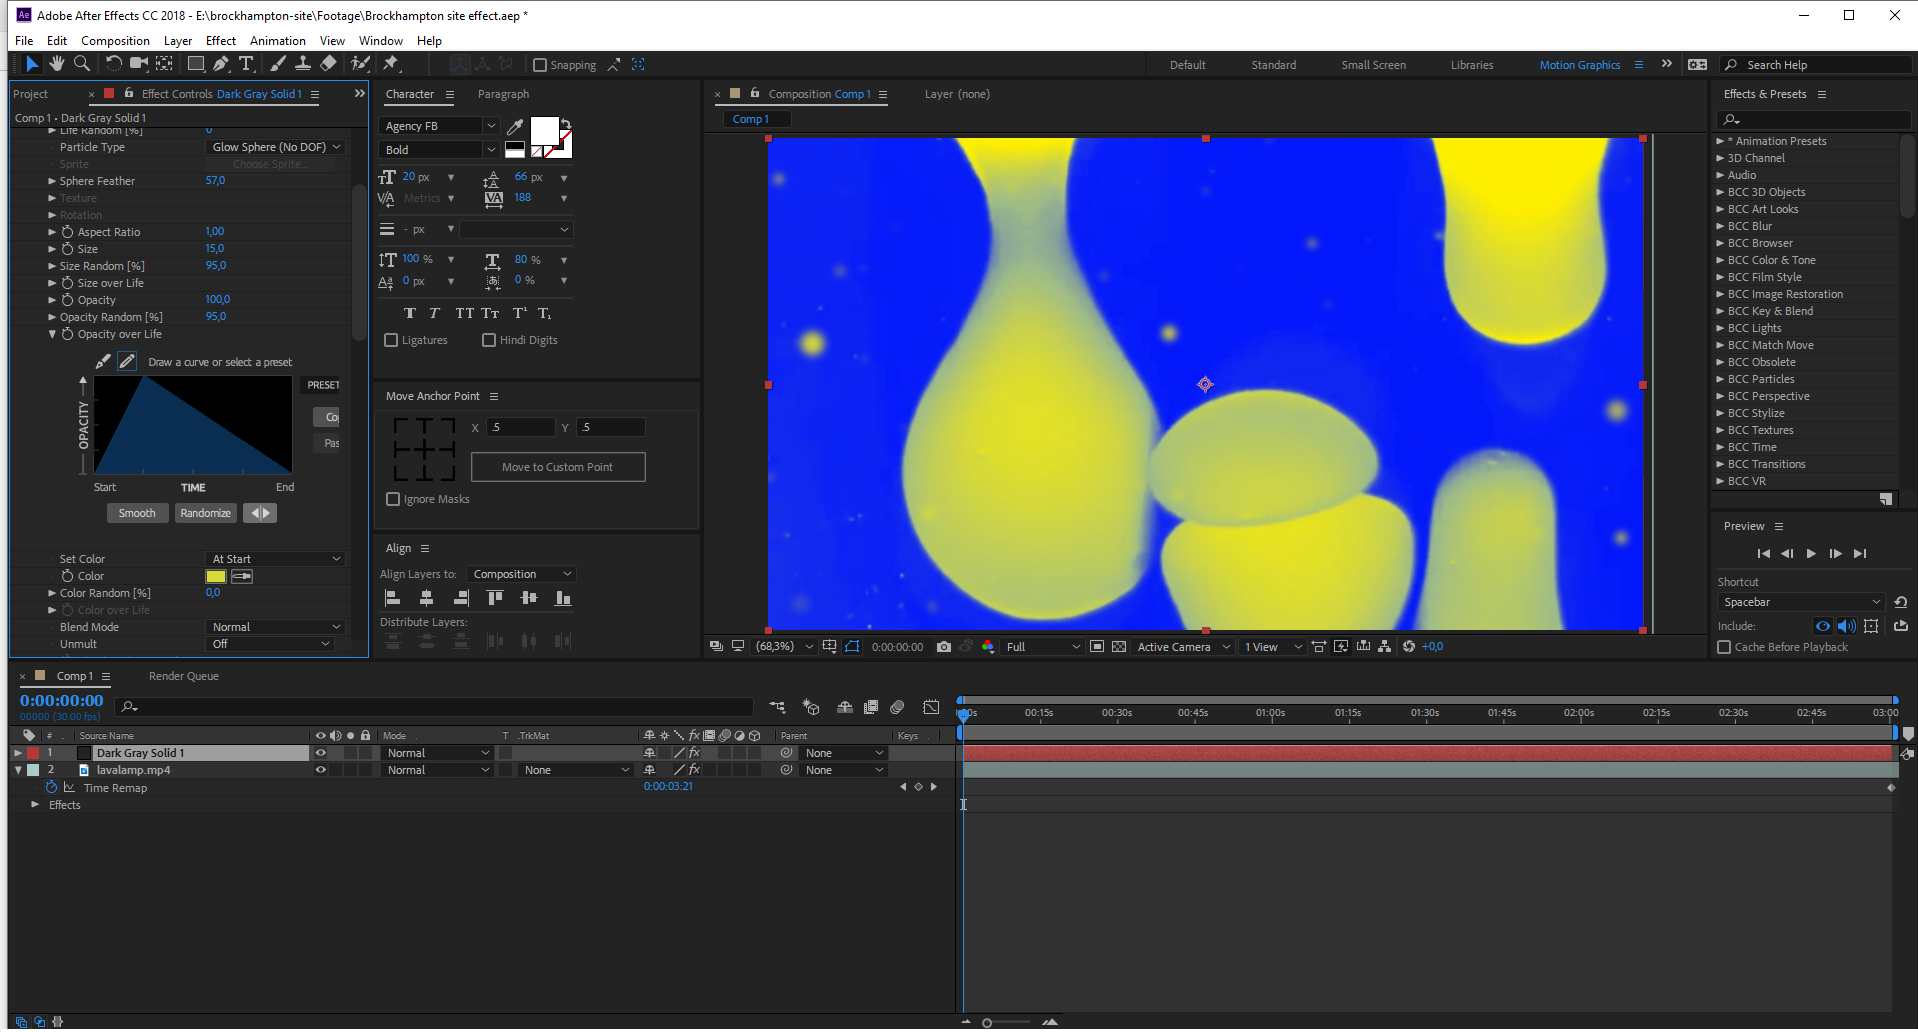 Ae Adobe After Effects CC 2018 - E:\brockhampton-site\Footage\Brockhampton site effect.aep *
File Edit Composition Layer Effect Animation View Window Help
Snapping
Default Standard Small Screen Libraries Motion Graphics Search Help
Project Effect Controls Dark Gray Solid 1
Comp 1 • Dark Gray Solid 1
Life Random [%] 0
Particle Type Glow Sphere (No DOF)
Sprite Choose Sprite...
Sphere Feather 57,0
Texture
Rotation
Aspect Ratio 1,00
Size 15,0
Size Random [%] 95,0
Size over Life
Opacity 100,0
Opacity Random [%] 95,0
Opacity over Life
Draw a curve or select a preset
PRESET
OPACITY
Co
Pas
Start TIME End
Smooth Randomize
Set Color At Start
Color
Color Random [%] 0,0
Color over Life
Blend Mode Normal
Unmult Off
Character Paragraph
Agency FB
Bold
20 px 66 px
Metrics 188
- px
100 % 80 %
0 px 0 %
T T TT Tt T¹ T₁
Ligatures Hindi Digits
Move Anchor Point
X .5 Y .5
Move to Custom Point
Ignore Masks
Align
Align Layers to: Composition
Distribute Layers:
Composition Comp 1 Layer (none)
Comp 1
(68,3%) 0:00:00:00 Full Active Camera 1 View +0,0
Effects & Presets
* Animation Presets
3D Channel
Audio
BCC 3D Objects
BCC Art Looks
BCC Blur
BCC Browser
BCC Color & Tone
BCC Film Style
BCC Image Restoration
BCC Key & Blend
BCC Lights
BCC Match Move
BCC Obsolete
BCC Particles
BCC Perspective
BCC Stylize
BCC Textures
BCC Time
BCC Transitions
BCC VR
Preview
Shortcut
Spacebar
Include:
Cache Before Playback
Comp 1 Render Queue
0:00:00:00
00000 (30.00 fps)
00s 00:15s 00:30s 00:45s 01:00s 01:15s 01:30s 01:45s 02:00s 02:15s 02:30s 02:45s 03:00
# . Source Name Mode . T .TrkMat Parent Keys .
1 Dark Gray Solid 1 Normal None
2 lavalamp.mp4 Normal None None
Time Remap 0:00:03:21
Effects